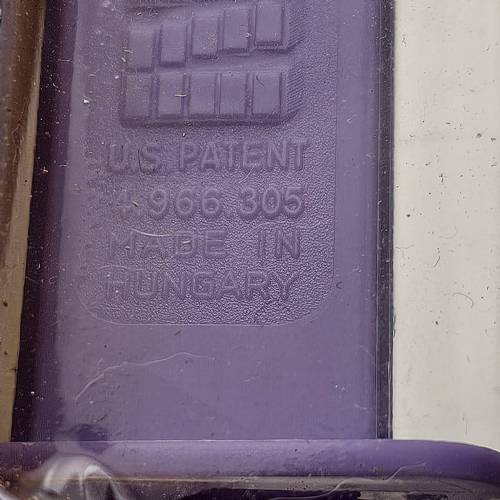 U.S. PATENT
4.966.305
MADE IN
HUNGARY